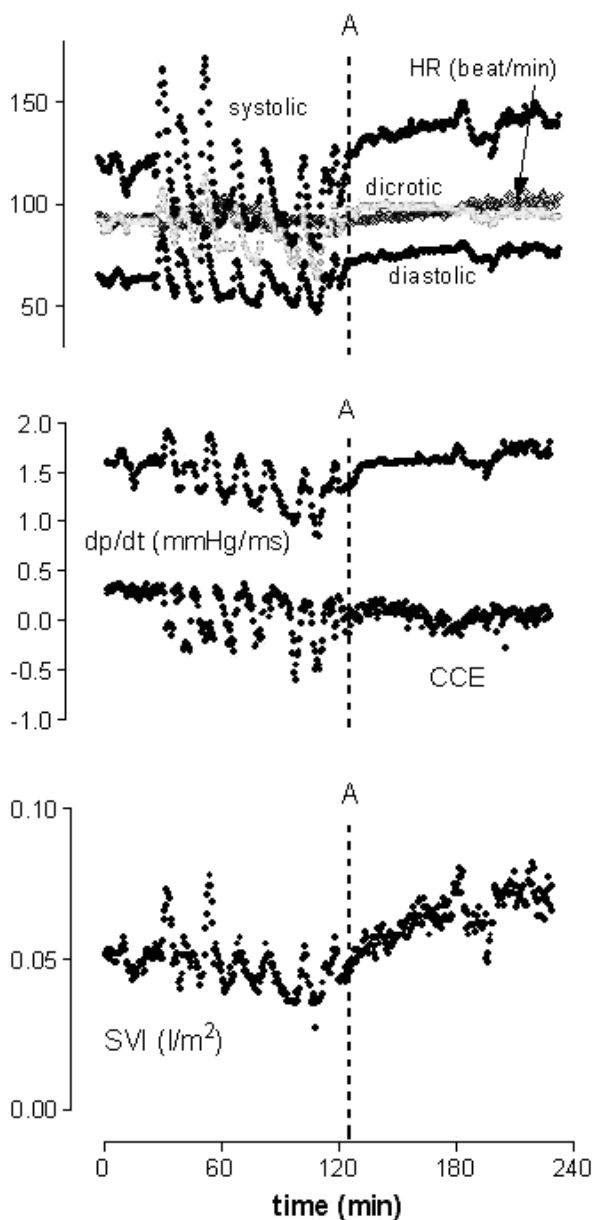 A
HR (beat/min)
150
systolic
100
dicrotic
diastolic
50
A
2.0
1.5
1.0
dp/dt (mmHg/ms)
0.5
0.0
-0.5
CCE
-1.0
A
0.10
0.05
SVI (l/m²)
0.00
0 60 120 180 240
time (min)